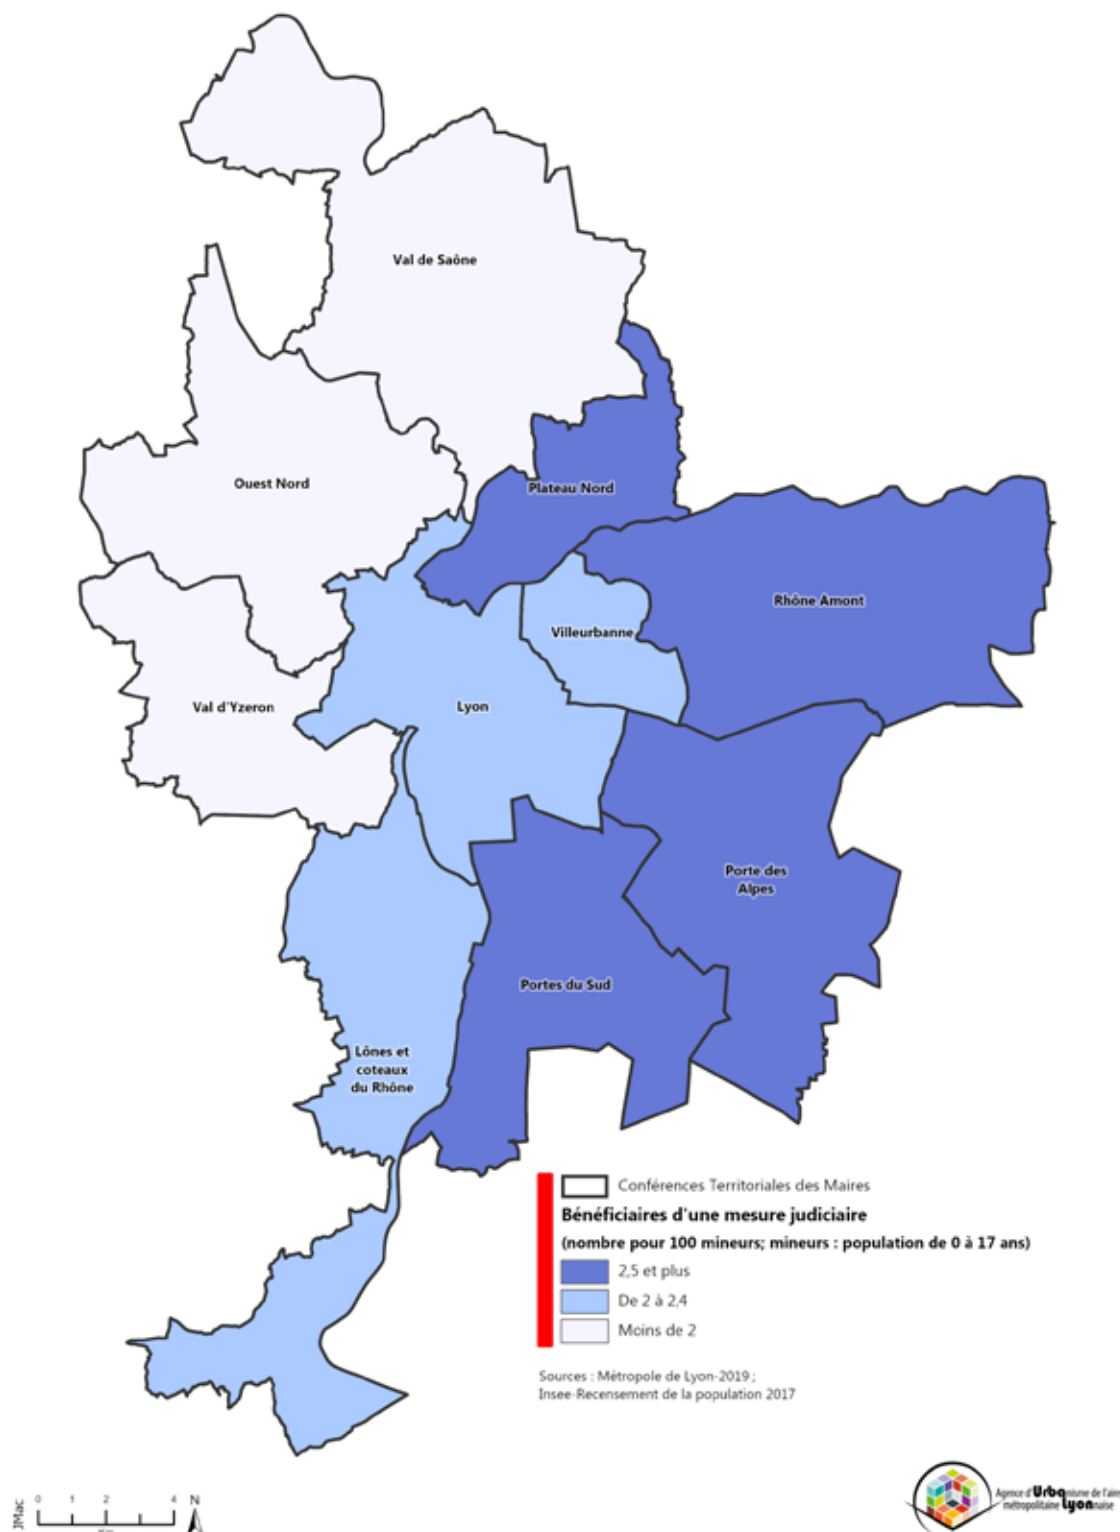 Val de Saône
Ouest Nord
Plateau Nord
Rhône Amont
Villeurbanne
Val d'Yzeron
Lyon
Porte des
Alpes
Portes du Sud
Lônes et
coteaux
du Rhône
Conférences Territoriales des Maires
Bénéficiaires d'une mesure judiciaire
(nombre pour 100 mineurs; mineurs : population de 0 à 17 ans)
2,5 et plus
De 2 à 2,4
Moins de 2
Sources : Métropole de Lyon-2019 ;
Insee-Recensement de la population 2017
JMac
0 1 2 4 N
Agence d'Urbanisme de l'aire
métropolitaine Lyonnaise